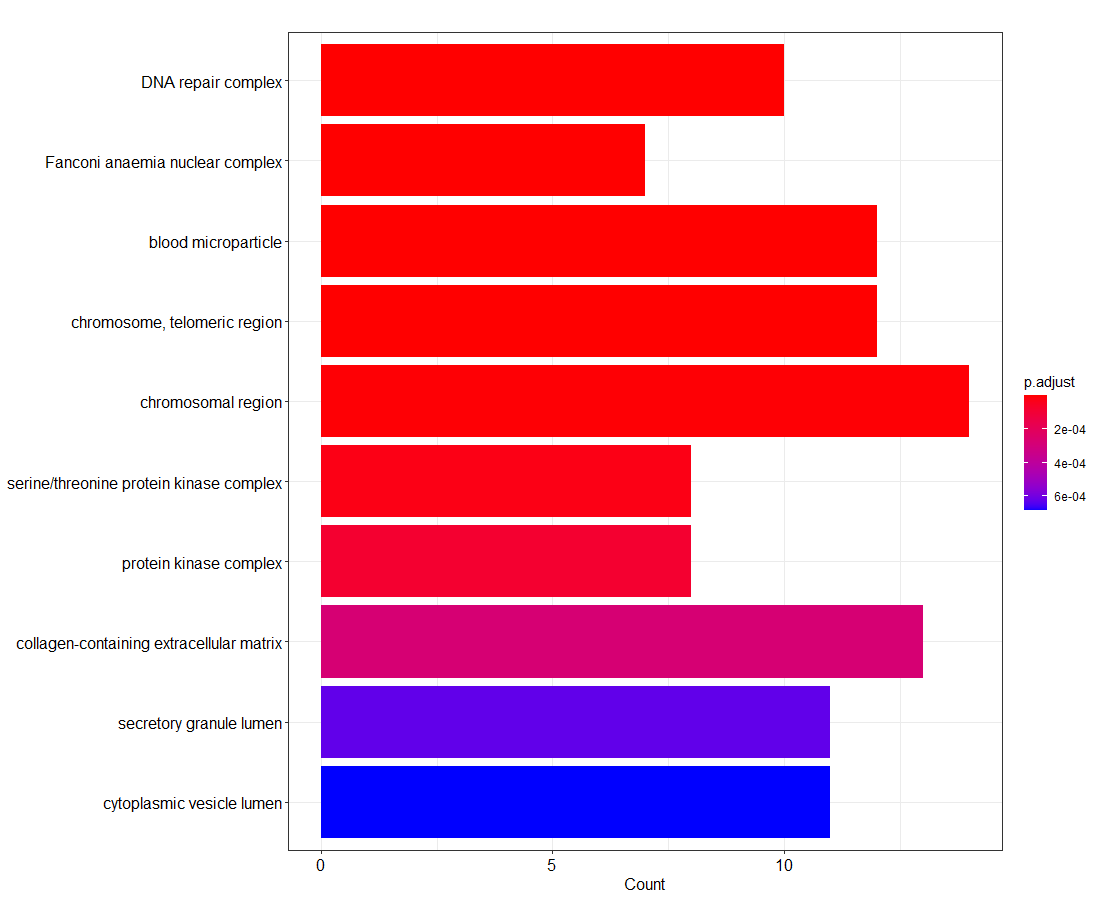 DNA repair complex
Fanconi anaemia nuclear complex
blood microparticle
chromosome, telomeric region
chromosomal region
serine/threonine protein kinase complex
protein kinase complex
collagen-containing extracellular matrix
secretory granule lumen
cytoplasmic vesicle lumen
0 5 10
Count
p.adjust
2e-04
4e-04
6e-04